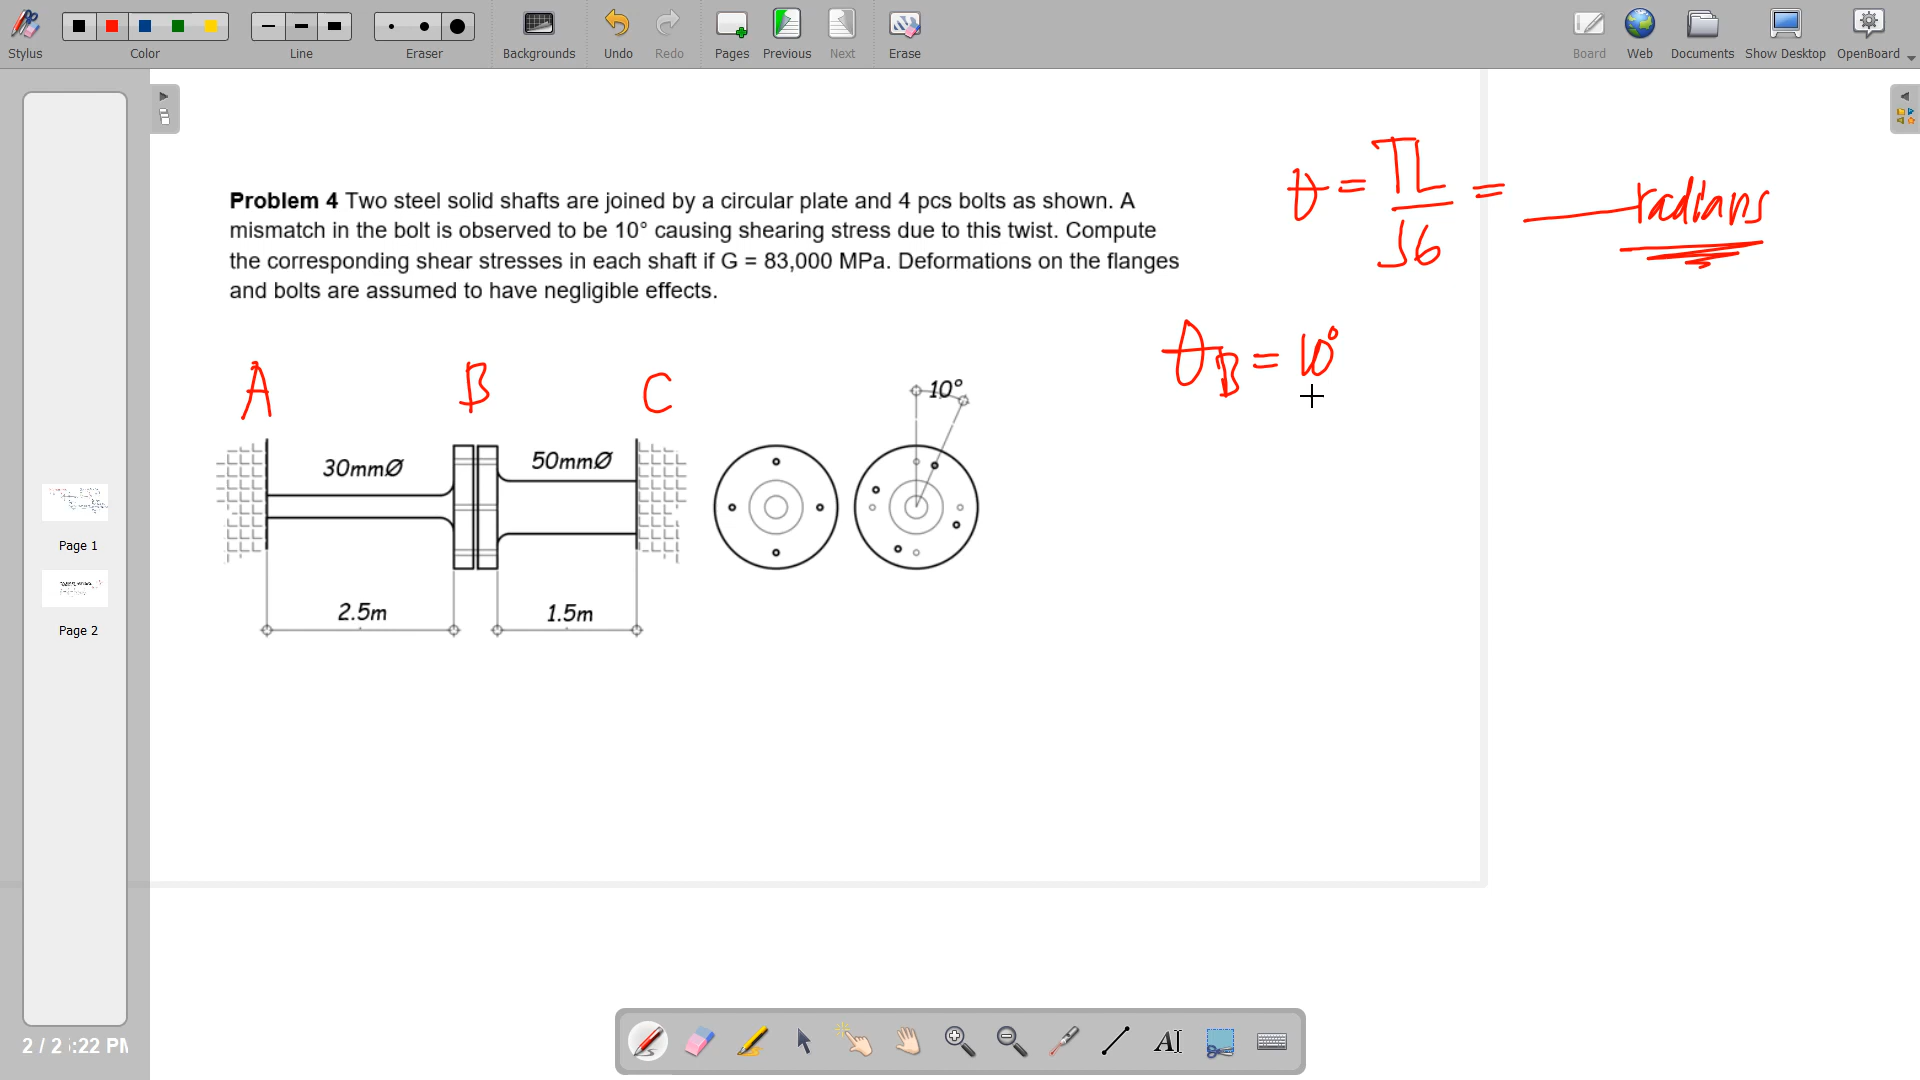 Stylus Color Line Eraser Backgrounds Undo Redo Pages Previous Next Erase Board Web Documents Show Desktop OpenBoard
Problem 4 Two steel solid shafts are joined by a circular plate and 4 pcs bolts as shown. A
mismatch in the bolt is observed to be 10° causing shearing stress due to this twist. Compute
the corresponding shear stresses in each shaft if G = 83,000 MPa. Deformations on the flanges
and bolts are assumed to have negligible effects.
θ = TL / JG = ___ radians
θB = 10°
A B C
10°
30mmØ 50mmØ
2.5m 1.5m
Page 1
Page 2
2 / 2
AI